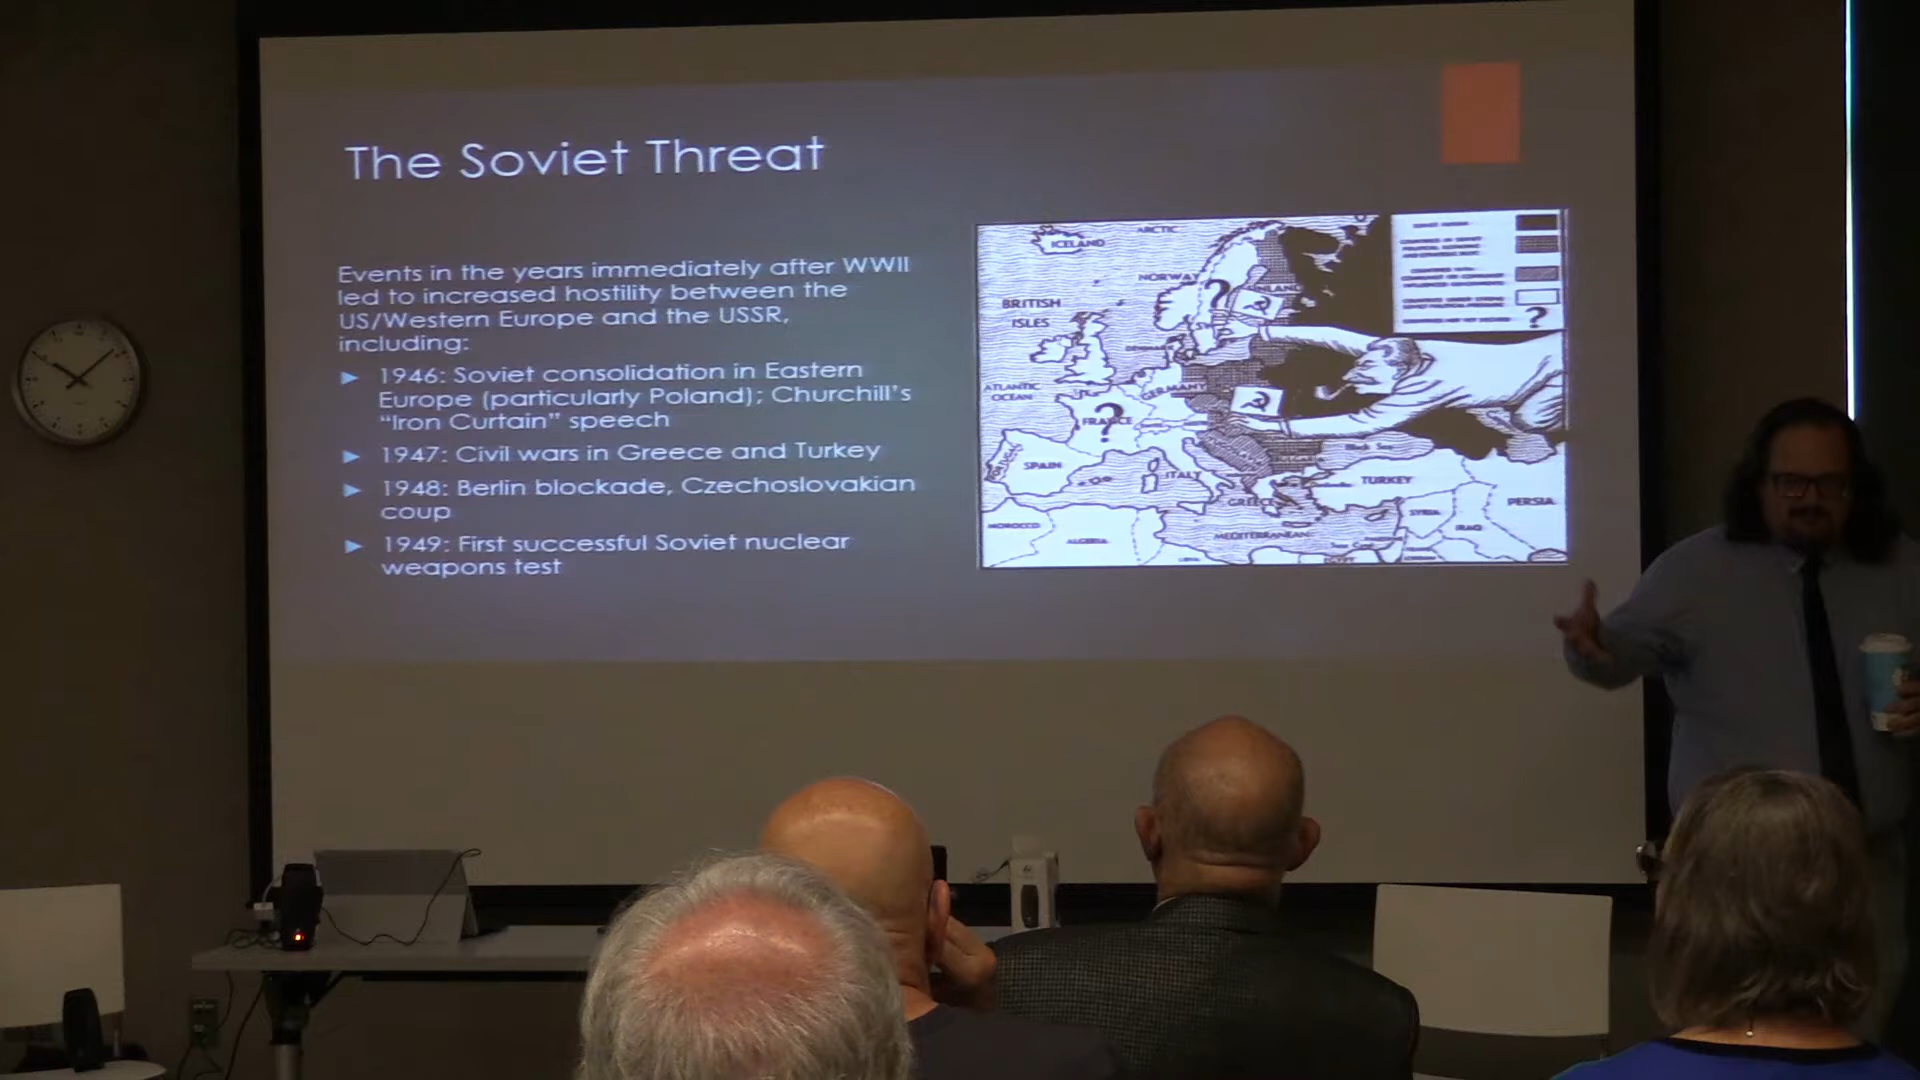 The Soviet Threat
Events in the years immediately after WWII
led to increased hostility between the
US/Western Europe and the USSR,
including:
1946: Soviet consolidation in Eastern
Europe (particularly Poland); Churchill's
"Iron Curtain" speech
1947: Civil wars in Greece and Turkey
1948: Berlin blockade, Czechoslovakian
coup
1949: First successful Soviet nuclear
weapons test
ICELAND
ARCTIC
NORWAY
?
BRITISH
ISLES
ATLANTIC
OCEAN
GERMANY
?
FRANCE
SPAIN
ITALY
GREECE
TURKEY
SYRIA
IRAQ
PERSIA
MOROCCO
ALGERIA
MEDITERRANEAN
EGYPT
?